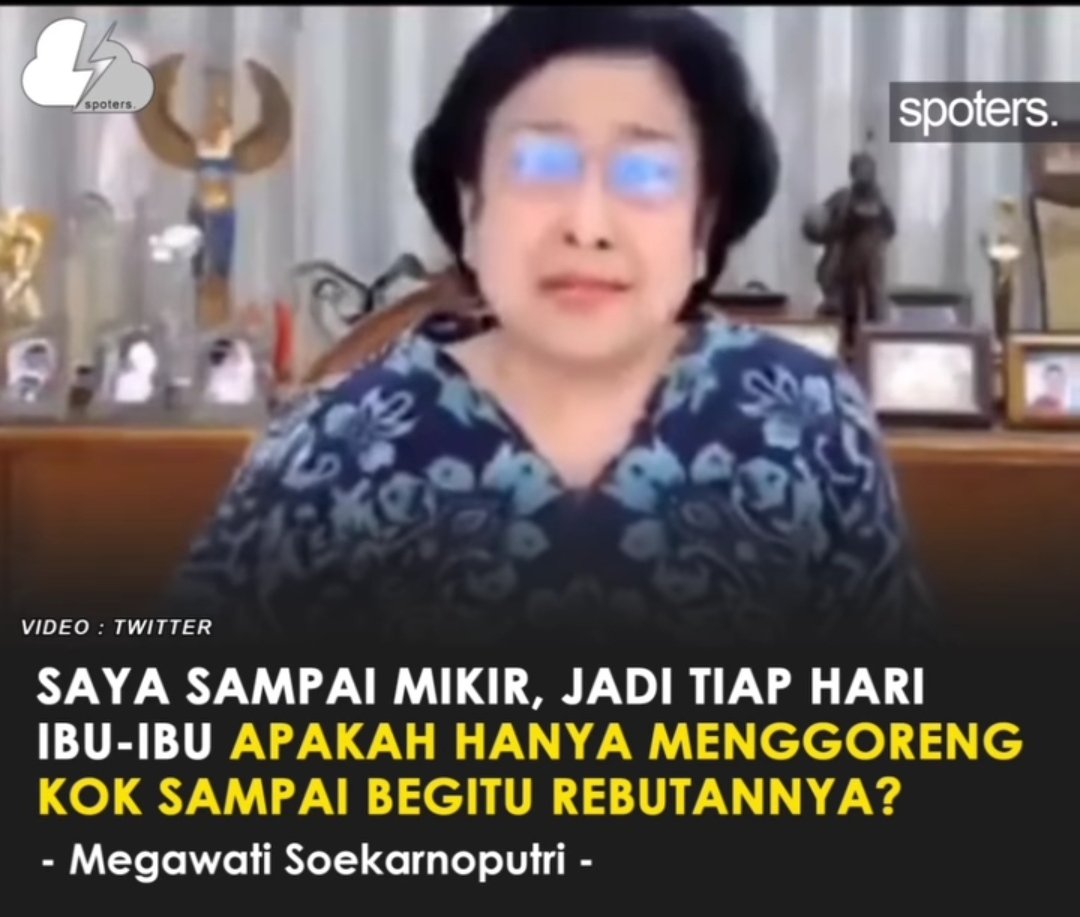 spoters.
spoters.
VIDEO : TWITTER
SAYA SAMPAI MIKIR, JADI TIAP HARI
IBU-IBU APAKAH HANYA MENGGORENG
KOK SAMPAI BEGITU REBUTANNYA?
- Megawati Soekarnoputri -